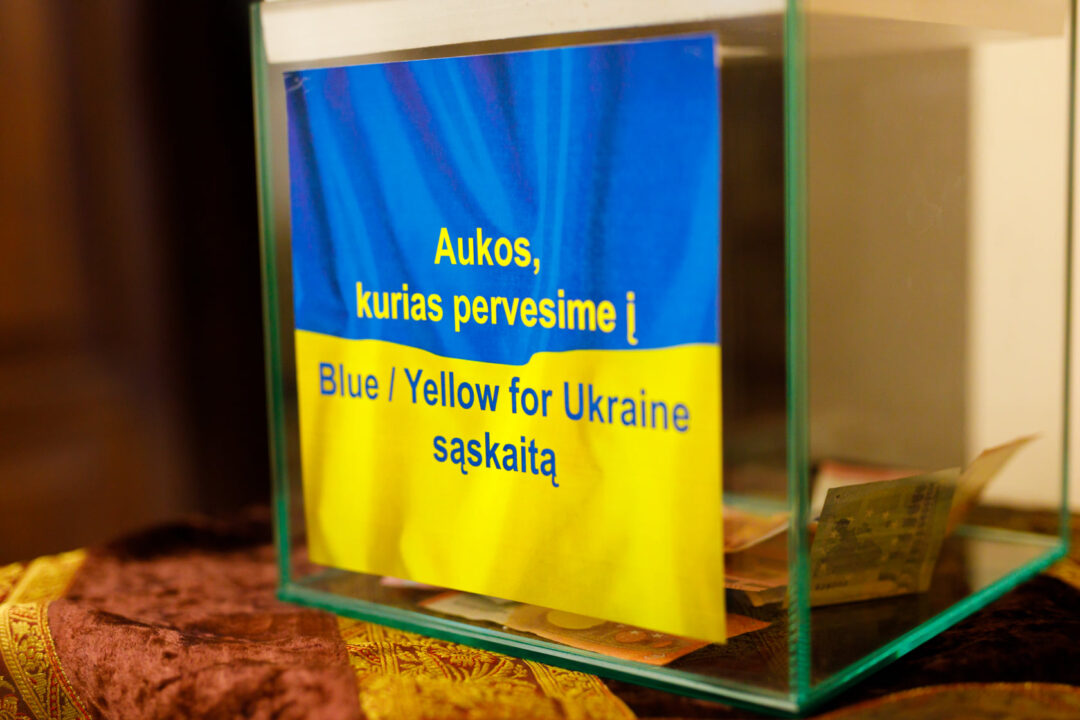 Aukos,
kurias pervesime į
Blue / Yellow for Ukraine
sąskaitą